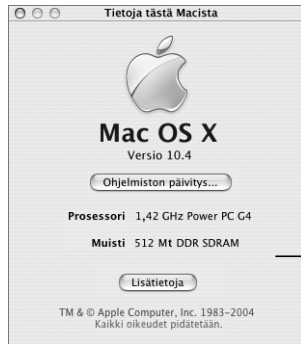 Tietoja tästä Macista
Mac OS X
Versio 10.4
Ohjelmiston päivitys...
Prosessori 1,42 GHz Power PC G4
Muisti 512 Mt DDR SDRAM
Lisätietoja
TM & © Apple Computer, Inc. 1983–2004
Kaikki oikeudet pidätetään.